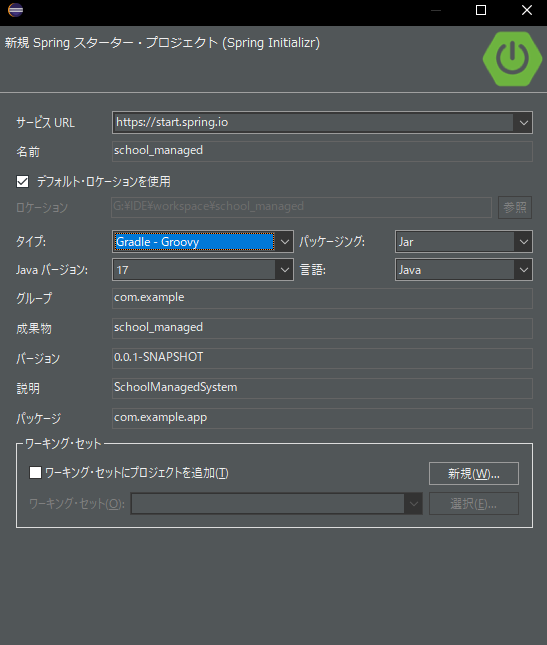 新規 Spring スターター・プロジェクト (Spring Initializr)
サービス URL https://start.spring.io
名前 school_managed
デフォルト・ロケーションを使用
ロケーション G:¥IDE¥workspace¥school_managed 参照
タイプ: Gradle - Groovy パッケージング: Jar
Java バージョン: 17 言語: Java
グループ com.example
成果物 school_managed
バージョン 0.0.1-SNAPSHOT
説明 SchoolManagedSystem
パッケージ com.example.app
ワーキング・セット
ワーキング・セットにプロジェクトを追加(T) 新規(W)...
ワーキング・セット(O): 選択(E)...